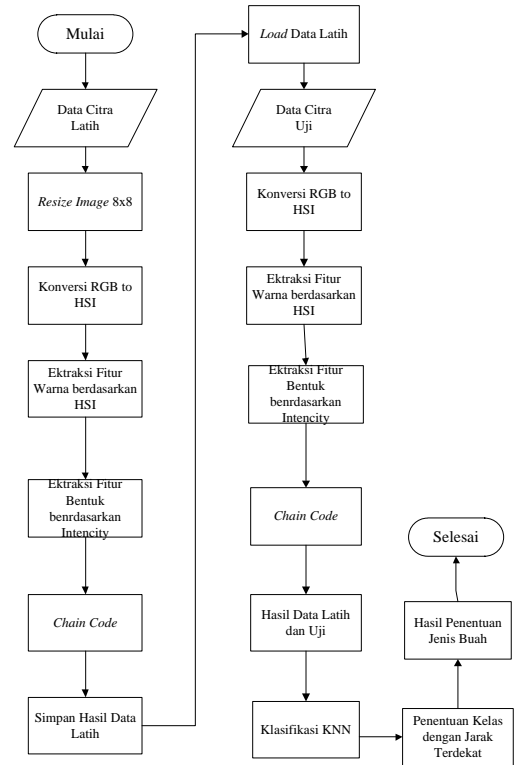 Mulai
Data Citra
Latih
Resize Image 8x8
Konversi RGB to
HSI
Ektraksi Fitur
Warna berdasarkan
HSI
Ektraksi Fitur
Bentuk
benrdasarkan
Intencity
Chain Code
Simpan Hasil Data
Latih
Load Data Latih
Data Citra
Uji
Konversi RGB to
HSI
Ektraksi Fitur
Warna berdasarkan
HSI
Ektraksi Fitur
Bentuk
benrdasarkan
Intencity
Chain Code
Hasil Data Latih
dan Uji
Klasifikasi KNN
Penentuan Kelas
dengan Jarak
Terdekat
Hasil Penentuan
Jenis Buah
Selesai